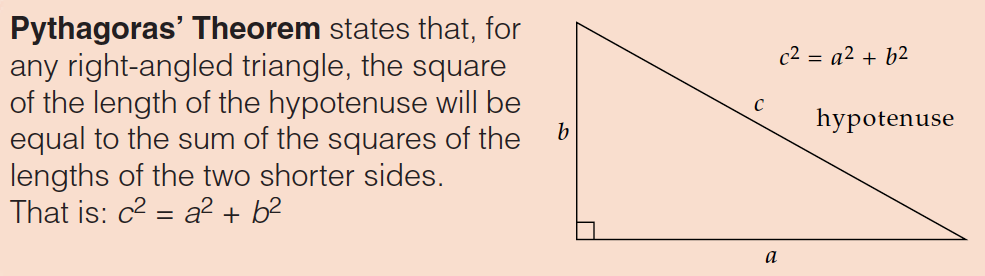 Pythagoras’ Theorem states that, for
any right-angled triangle, the square
of the length of the hypotenuse will be
equal to the sum of the squares of the
lengths of the two shorter sides.
That is: c² = a² + b²
c² = a² + b²
c
hypotenuse
b
a